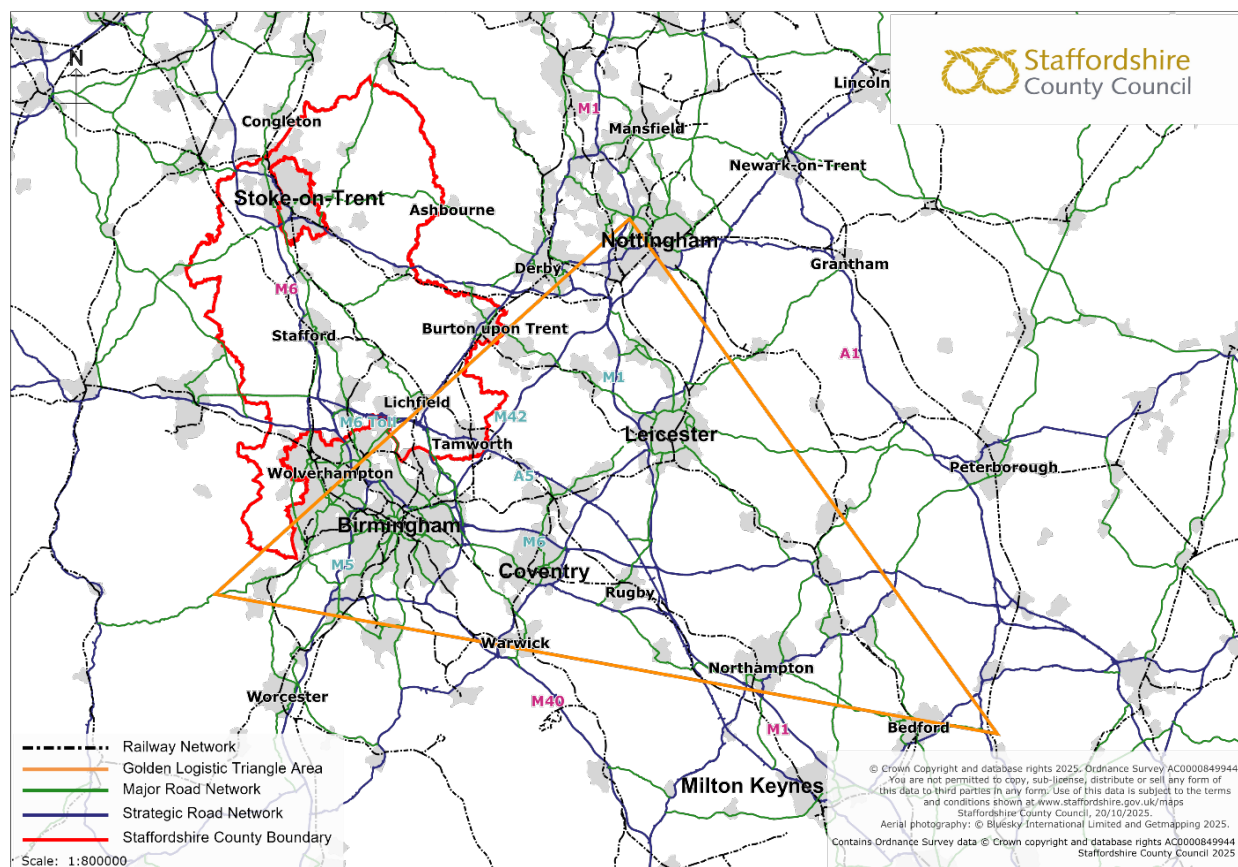 N
Staffordshire
County Council
Lincoln
M1
Congleton
Mansfield
Newark-on-Trent
Stoke-on-Trent
Ashbourne
Nottingham
Grantham
Derby
M6
Burton upon Trent
Stafford
A1
M1
Lichfield
M42
M6 Toll
Leicester
Tamworth
Wolverhampton
Peterborough
A5
Birmingham
M6
M5
Coventry
Rugby
Warwick
Northampton
Worcester
M40
Bedford
M1
Milton Keynes
Railway Network
Golden Logistic Triangle Area
Major Road Network
Strategic Road Network
Staffordshire County Boundary
Scale: 1:800000
© Crown Copyright and database rights 2025. Ordnance Survey AC0000849944
You are not permitted to copy, sub-license, distribute or sell any form of
this data to third parties in any form. Use of this data is subject to the terms
and conditions shown at www.staffordshire.gov.uk/maps
Staffordshire County Council, 20/10/2025.
Aerial photography: © Bluesky International Limited and Getmapping 2025.
Contains Ordnance Survey data © Crown copyright and database rights AC0000849944
Staffordshire County Council 2025